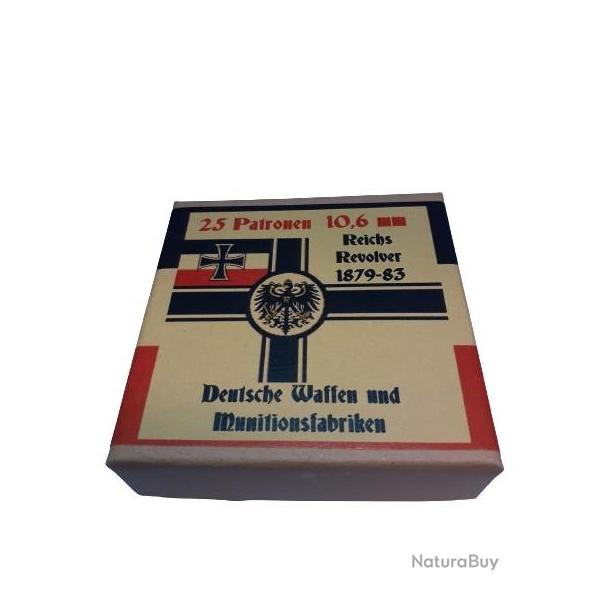 25 Patronen 10,6 mm
Reichs
Revolver
1879-83
Deutsche Waffen und
Munitionsfabriken
NaturaBuy